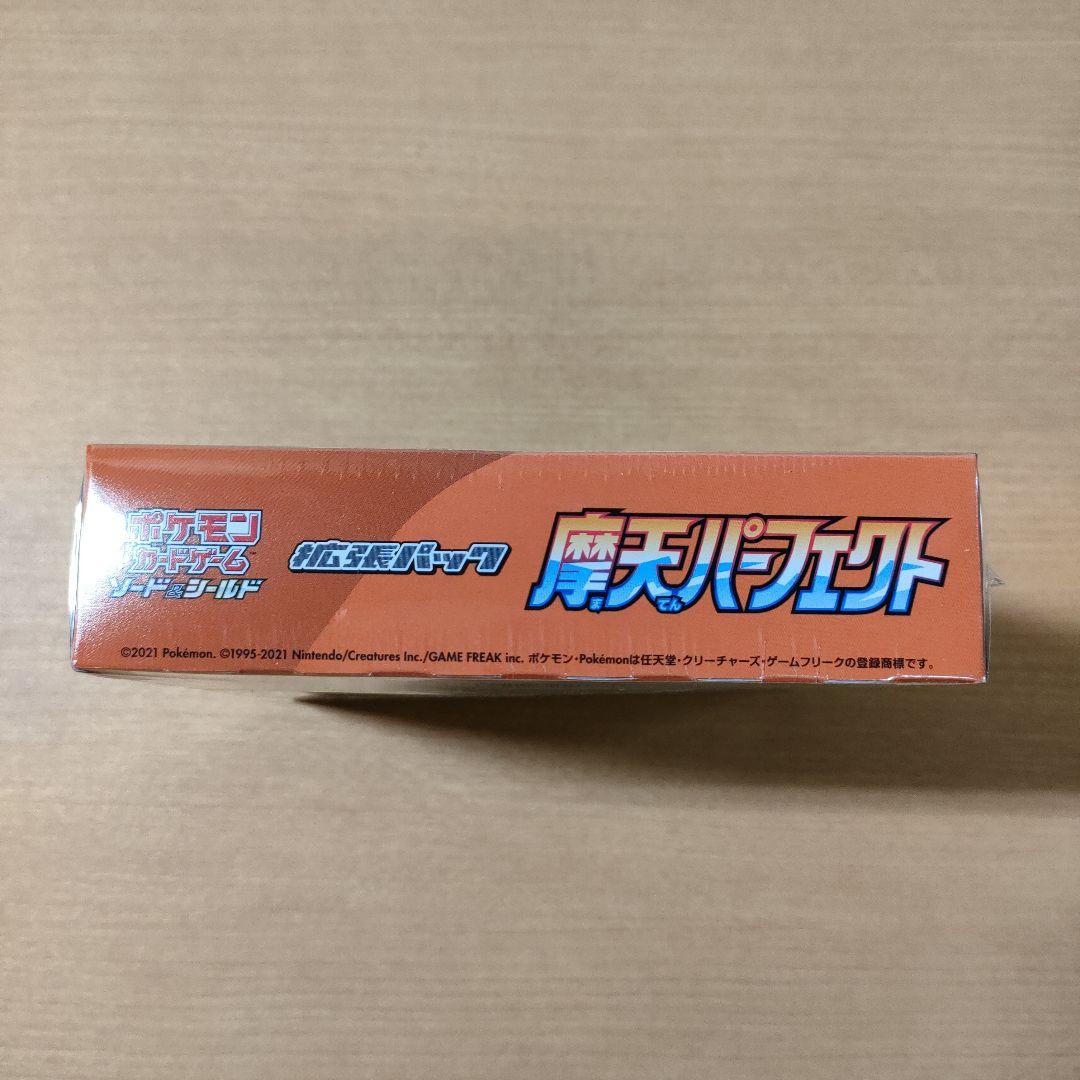 ポケモン
カードゲーム™
ソード&シールド
拡張パック
摩天パーフェクト
ま てん
©2021 Pokémon. ©1995-2021 Nintendo/Creatures Inc./GAME FREAK inc. ポケモン・Pokémonは任天堂・クリーチャーズ・ゲームフリークの登録商標です。